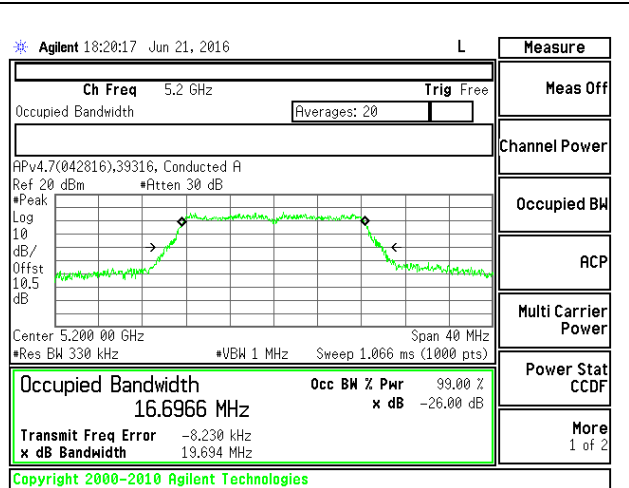 Agilent 18:20:17 Jun 21, 2016 L
Measure
Ch Freq 5.2 GHz Trig Free
Occupied Bandwidth Averages: 20
Meas Off
Channel Power
Occupied BW
ACP
Multi Carrier
Power
Power Stat
CCDF
More
1 of 2
APv4.7(042816),39316, Conducted A
Ref 20 dBm #Atten 30 dB
#Peak
Log
10
dB/
Offst
10.5
dB
Center 5.200 00 GHz Span 40 MHz
#Res BW 330 kHz #VBW 1 MHz Sweep 1.066 ms (1000 pts)
Occupied Bandwidth Occ BW % Pwr 99.00 %
16.6966 MHz x dB -26.00 dB
Transmit Freq Error -8.230 kHz
x dB Bandwidth 19.694 MHz
Copyright 2000-2010 Agilent Technologies